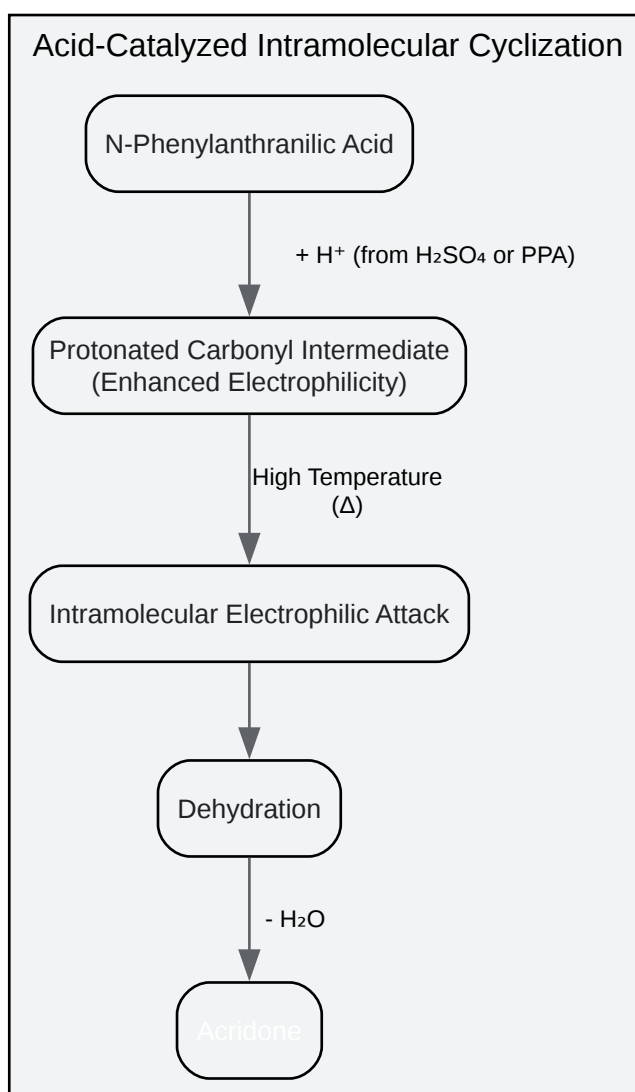 Acid-Catalyzed Intramolecular Cyclization
N-Phenylanthranilic Acid
+ H⁺ (from H₂SO₄ or PPA)
Protonated Carbonyl Intermediate
(Enhanced Electrophilicity)
High Temperature
(Δ)
Intramolecular Electrophilic Attack
Dehydration
- H₂O
Acridone